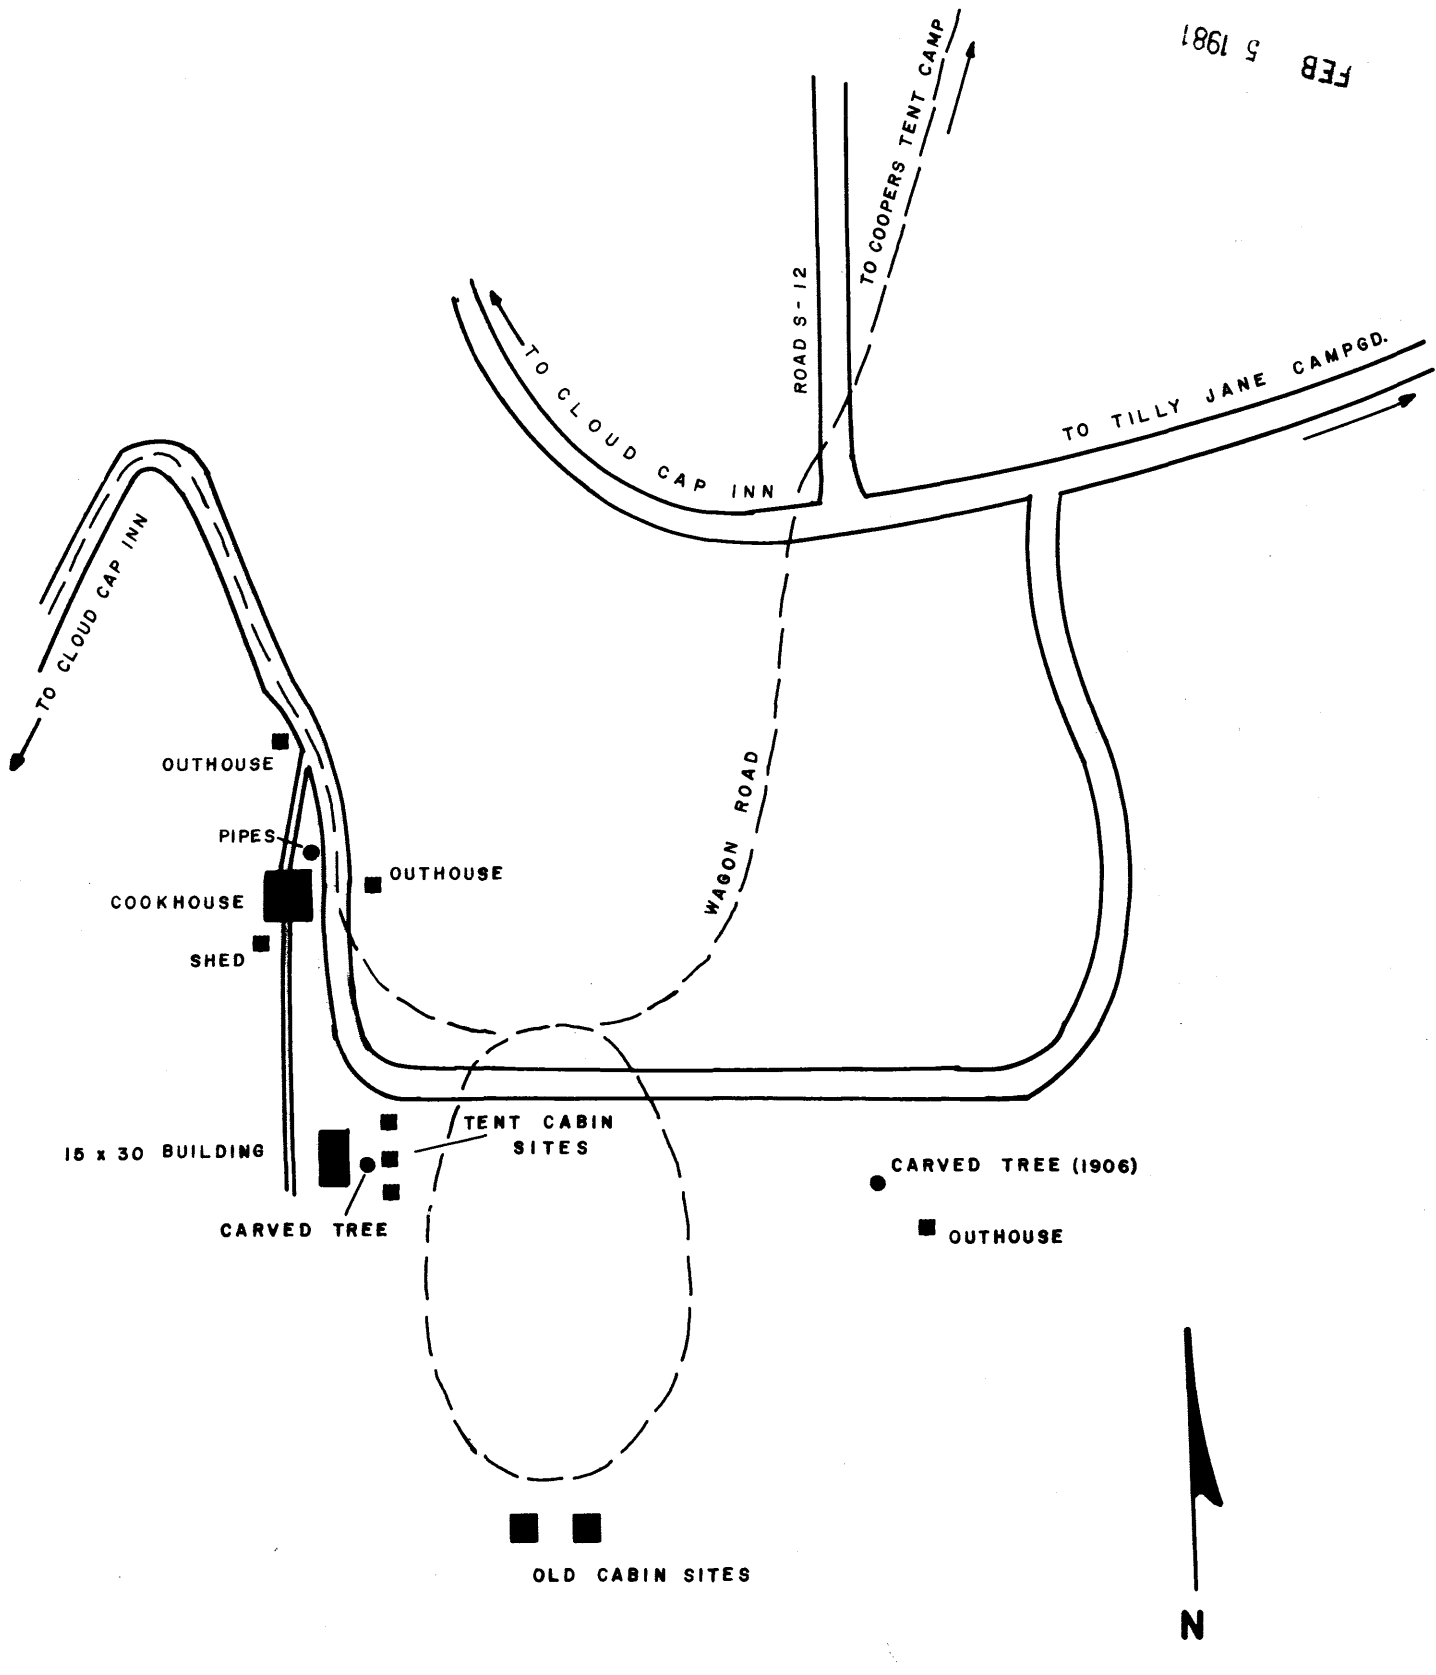 FEB 5 1981
TO COOPERS TENT CAMP
ROAD S-12
TO CLOUD CAP INN
TO TILLY JANE CAMPGD.
TO CLOUD CAP INN
OUTHOUSE
WAGON ROAD
PIPES
OUTHOUSE
COOKHOUSE
SHED
TENT CABIN
SITES
15 x 30 BUILDING
CARVED TREE (1906)
CARVED TREE
OUTHOUSE
OLD CABIN SITES
N